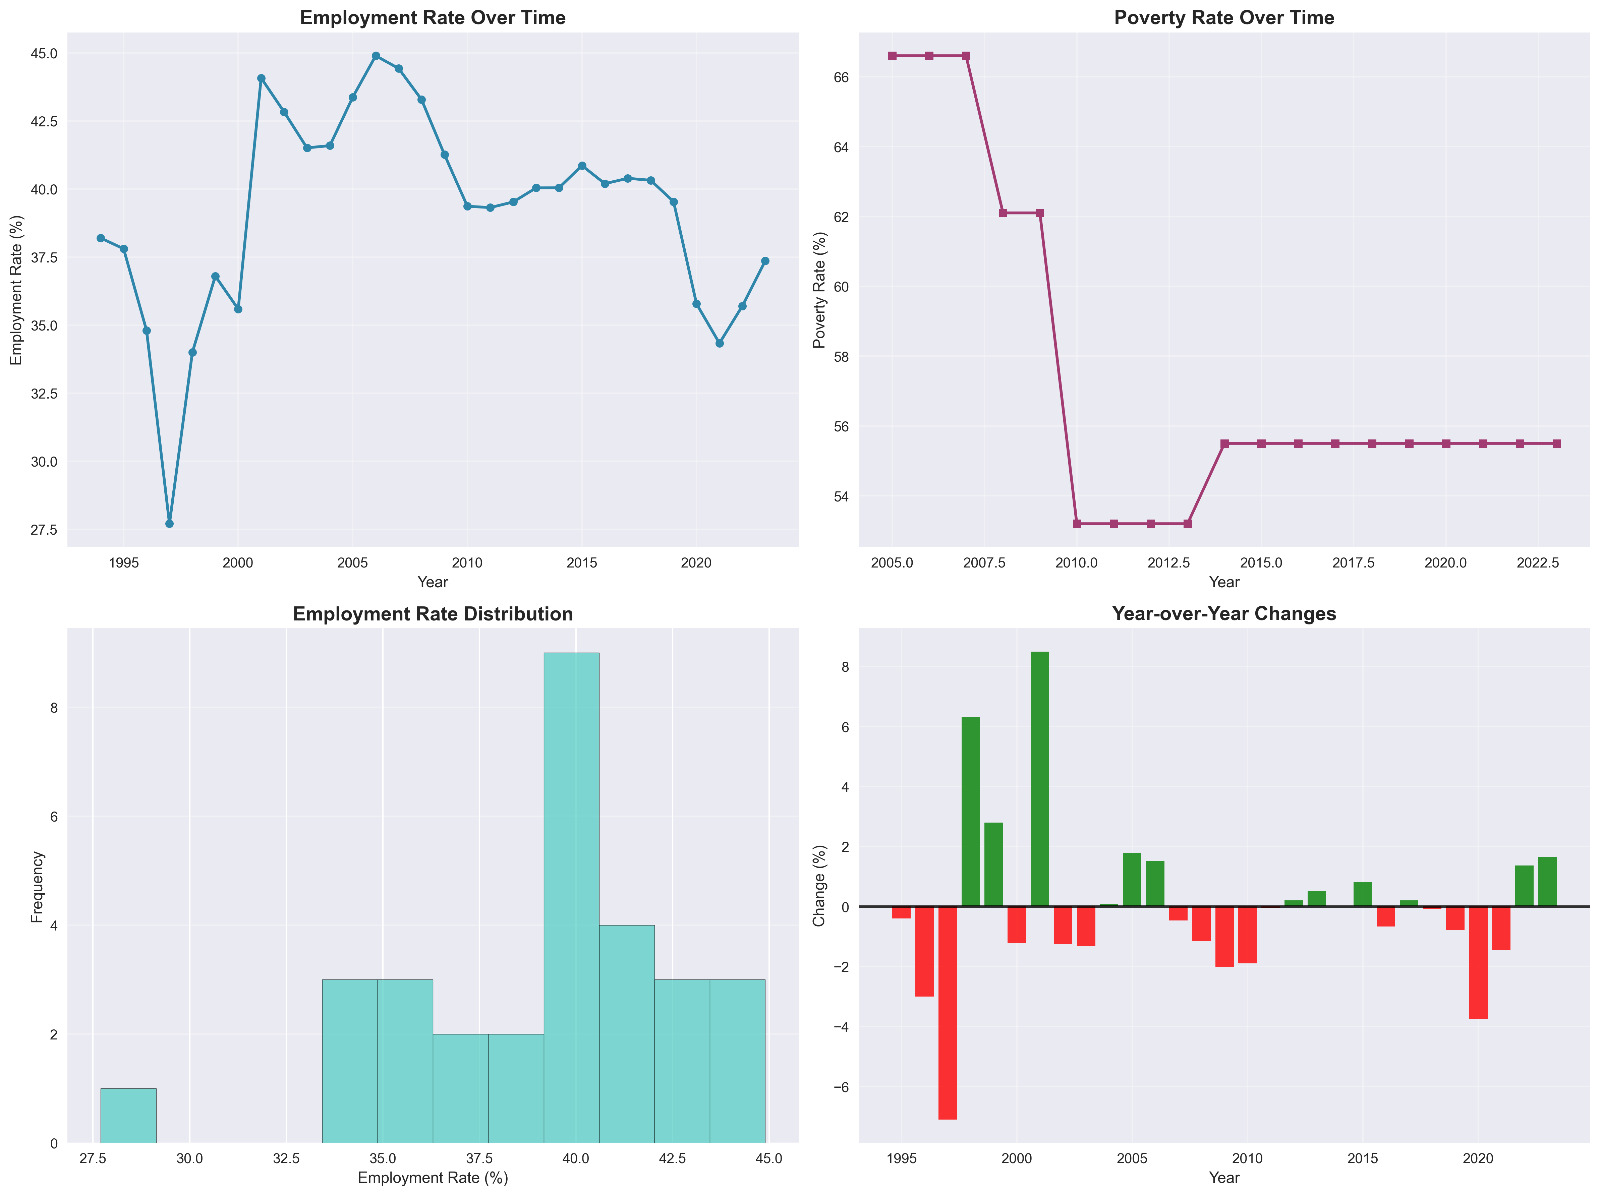 Employment Rate Over Time
45.0
42.5
40.0
37.5
35.0
32.5
30.0
27.5
Employment Rate (%)
1995 2000 2005 2010 2015 2020
Year
Poverty Rate Over Time
66
64
62
60
58
56
54
Poverty Rate (%)
2005.0 2007.5 2010.0 2012.5 2015.0 2017.5 2020.0 2022.5
Year
Employment Rate Distribution
8
6
4
2
0
Frequency
27.5 30.0 32.5 35.0 37.5 40.0 42.5 45.0
Employment Rate (%)
Year-over-Year Changes
8
6
4
2
0
−2
−4
−6
Change (%)
1995 2000 2005 2010 2015 2020
Year